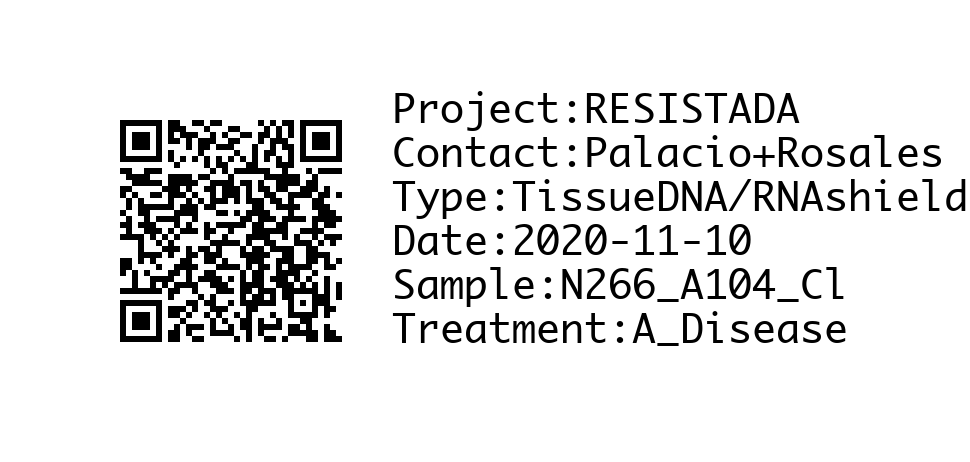 Project:RESISTADA
Contact:Palacio+Rosales
Type:TissueDNA/RNAshield
Date:2020-11-10
Sample:N266_A104_Cl
Treatment:A_Disease